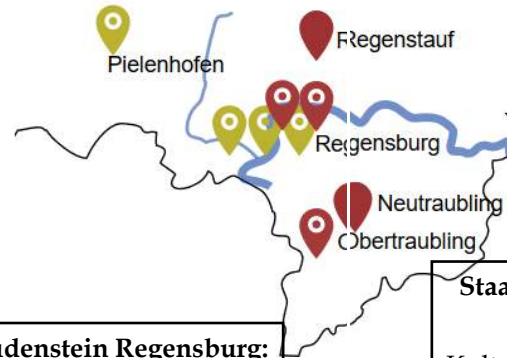 Regenstauf
Pielenhofen
Regensburg
Neutraubling
Obertraubling
Staa
udenstein Regensburg: